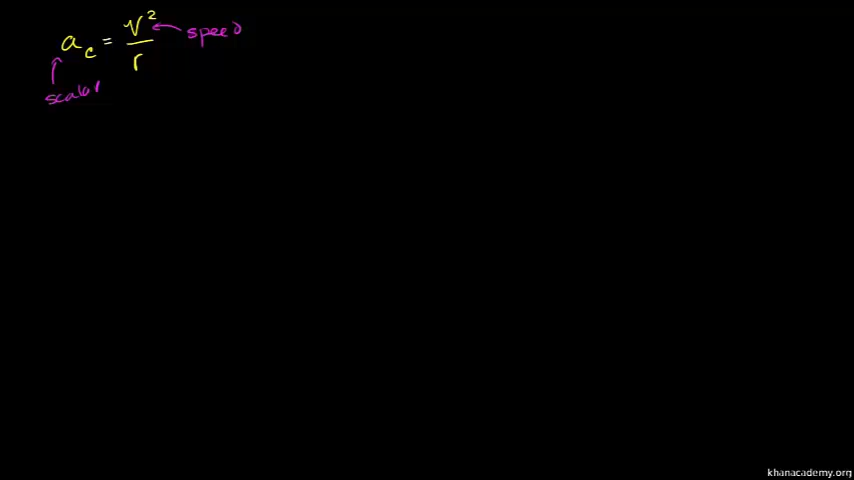 a_c = v²/r ← speed
↑
scalar
khanacademy.org